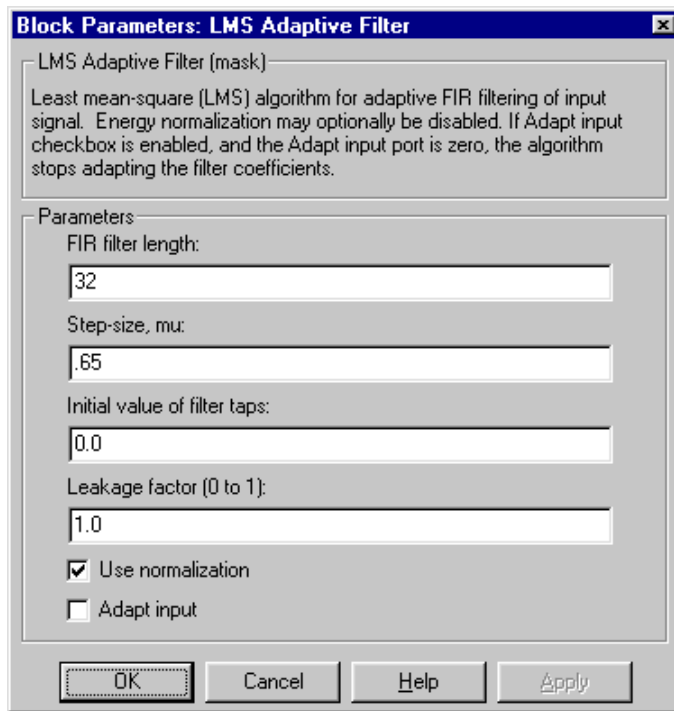 Block Parameters: LMS Adaptive Filter
LMS Adaptive Filter (mask)
Least mean-square (LMS) algorithm for adaptive FIR filtering of input
signal.  Energy normalization may optionally be disabled. If Adapt input
checkbox is enabled, and the Adapt input port is zero, the algorithm
stops adapting the filter coefficients.
Parameters
FIR filter length:
32
Step-size, mu:
.65
Initial value of filter taps:
0.0
Leakage factor (0 to 1):
1.0
Use normalization
Adapt input
OK Cancel Help Apply